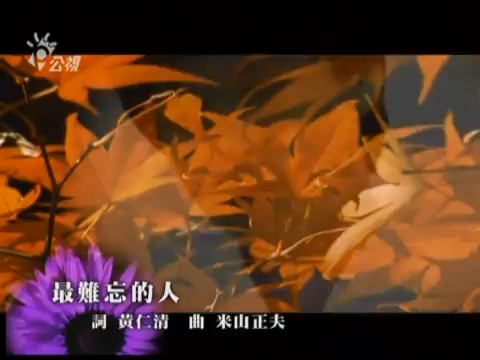 公視
最難忘的人
詞 黃仁清 曲 米山正夫